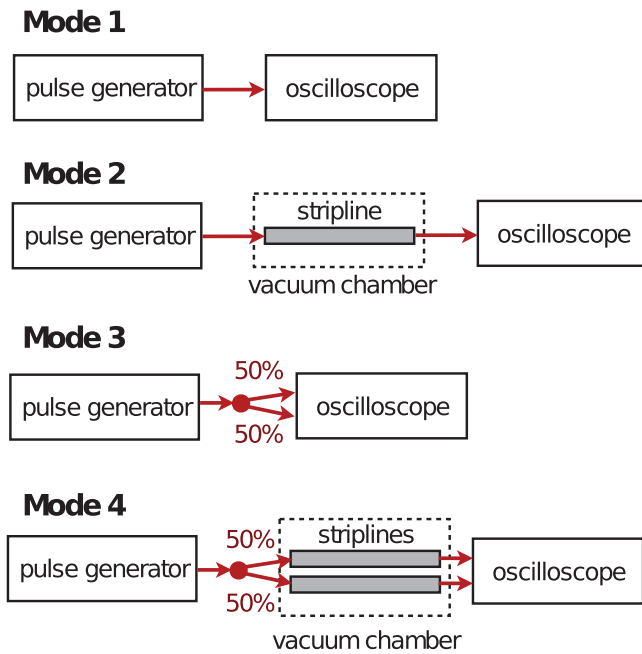 Mode 1
pulse generator
oscilloscope
Mode 2
stripline
pulse generator
oscilloscope
vacuum chamber
Mode 3
50%
pulse generator
oscilloscope
50%
Mode 4
50%
striplines
pulse generator
oscilloscope
50%
vacuum chamber